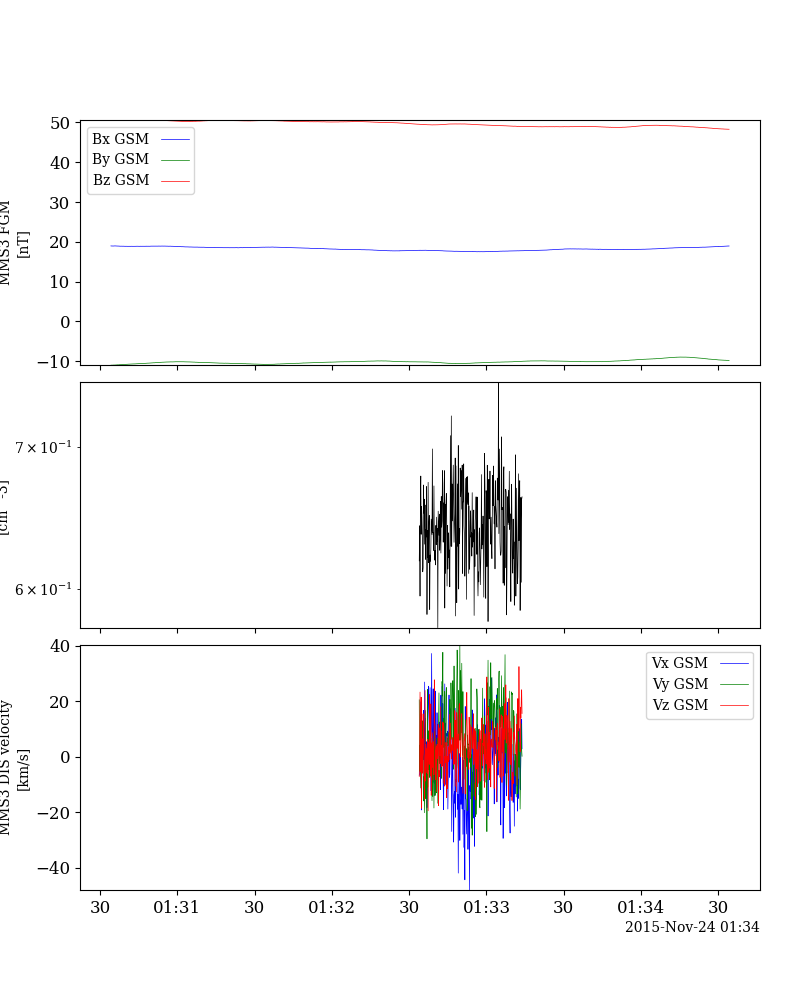 50
40
30
20
10
0
−10
MMS3 FGM
[nT]
Bx GSM
By GSM
Bz GSM
7 × 10⁻¹
6 × 10⁻¹
40
20
0
−20
−40
MMS3 DIS velocity
[km/s]
Vx GSM
Vy GSM
Vz GSM
30 01:31 30 01:32 30 01:33 30 01:34 30
2015-Nov-24 01:34